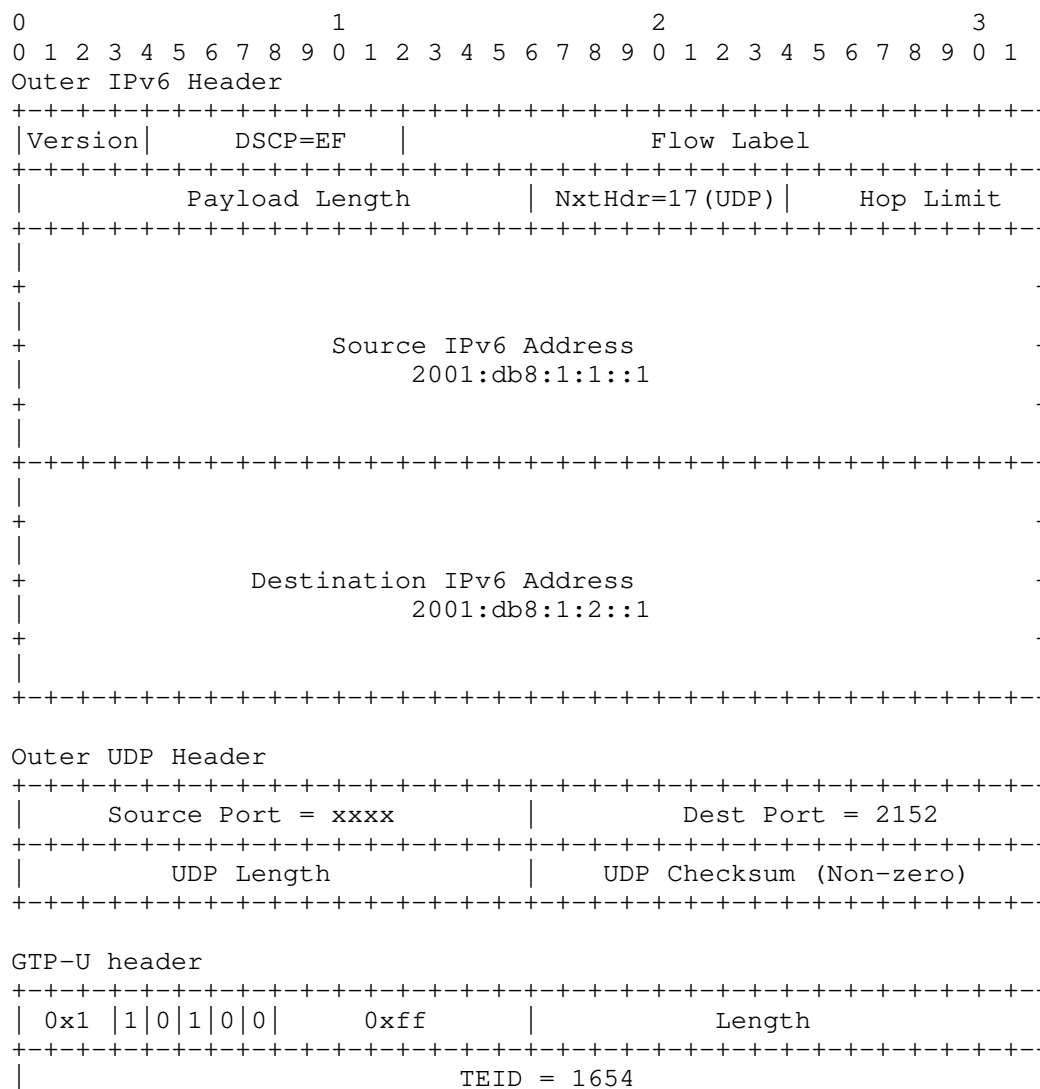 0                   1                   2                   3
0 1 2 3 4 5 6 7 8 9 0 1 2 3 4 5 6 7 8 9 0 1 2 3 4 5 6 7 8 9 0 1
Outer IPv6 Header
+-+-+-+-+-+-+-+-+-+-+-+-+-+-+-+-+-+-+-+-+-+-+-+-+-+-+-+-+-+-+-+-+-
|Version|     DSCP=EF   |               Flow Label
+-+-+-+-+-+-+-+-+-+-+-+-+-+-+-+-+-+-+-+-+-+-+-+-+-+-+-+-+-+-+-+-+-
|          Payload Length       | NxtHdr=17(UDP)|    Hop Limit
+-+-+-+-+-+-+-+-+-+-+-+-+-+-+-+-+-+-+-+-+-+-+-+-+-+-+-+-+-+-+-+-+-
|
+                                                               -
|
+                   Source IPv6 Address                         -
|                        2001:db8:1:1::1
+                                                               -
|
+-+-+-+-+-+-+-+-+-+-+-+-+-+-+-+-+-+-+-+-+-+-+-+-+-+-+-+-+-+-+-+-+-
|
+                                                               -
|
+              Destination IPv6 Address                         -
|                        2001:db8:1:2::1
+                                                               -
|
+-+-+-+-+-+-+-+-+-+-+-+-+-+-+-+-+-+-+-+-+-+-+-+-+-+-+-+-+-+-+-+-+-
Outer UDP Header
+-+-+-+-+-+-+-+-+-+-+-+-+-+-+-+-+-+-+-+-+-+-+-+-+-+-+-+-+-+-+-+-+-
|     Source Port = xxxx        |         Dest Port = 2152
+-+-+-+-+-+-+-+-+-+-+-+-+-+-+-+-+-+-+-+-+-+-+-+-+-+-+-+-+-+-+-+-+-
|         UDP Length            |    UDP Checksum (Non-zero)
+-+-+-+-+-+-+-+-+-+-+-+-+-+-+-+-+-+-+-+-+-+-+-+-+-+-+-+-+-+-+-+-+-
GTP-U header
+-+-+-+-+-+-+-+-+-+-+-+-+-+-+-+-+-+-+-+-+-+-+-+-+-+-+-+-+-+-+-+-+-
| 0x1 |1|0|1|0|0|     0xff      |           Length
+-+-+-+-+-+-+-+-+-+-+-+-+-+-+-+-+-+-+-+-+-+-+-+-+-+-+-+-+-+-+-+-+-
|                           TEID = 1654